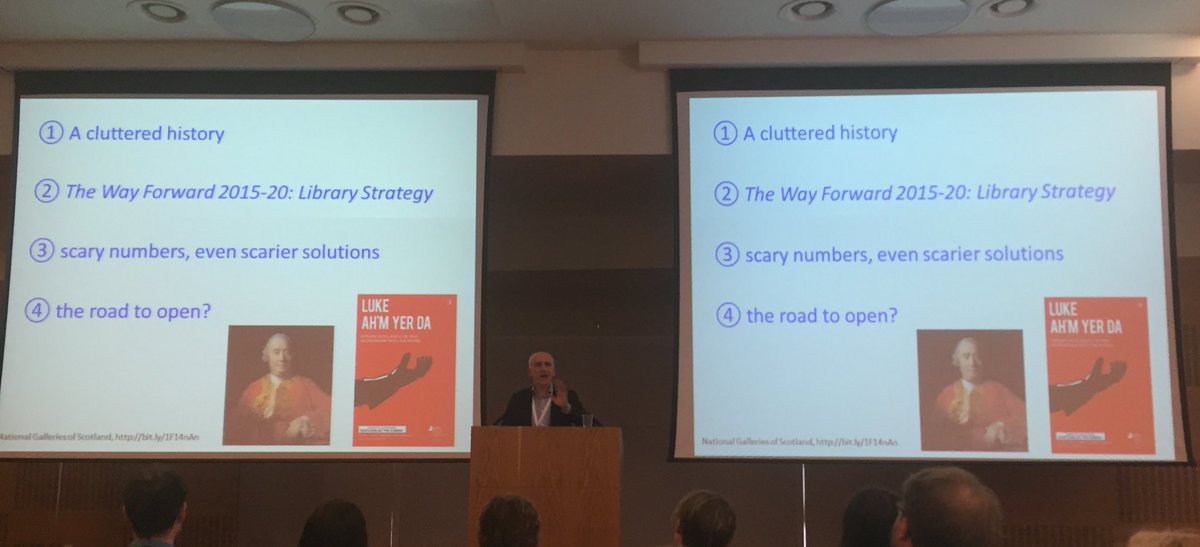 ① A cluttered history
② The Way Forward 2015-20: Library Strategy
③ scary numbers, even scarier solutions
④ the road to open?
LUKE
AH'M YER DA
National Galleries of Scotland, http://bit.ly/1F14nAn
① A cluttered history
② The Way Forward 2015-20: Library Strategy
③ scary numbers, even scarier solutions
④ the road to open?
LUKE
AH'M YER DA
National Galleries of Scotland, http://bit.ly/1F14nAn